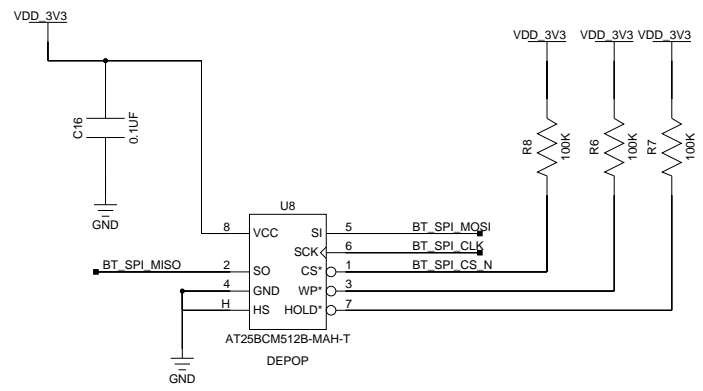 VDD_3V3
VDD_3V3 VDD_3V3 VDD_3V3
C16 0.1UF
R8 100K R6 100K R7 100K
GND
U8
8 VCC SI 5 BT_SPI_MOSI
SCK 6 BT_SPI_CLK
BT_SPI_MISO 2 SO CS* 1 BT_SPI_CS_N
4 GND WP* 3
H HS HOLD* 7
AT25BCM512B-MAH-T
DEPOP
GND